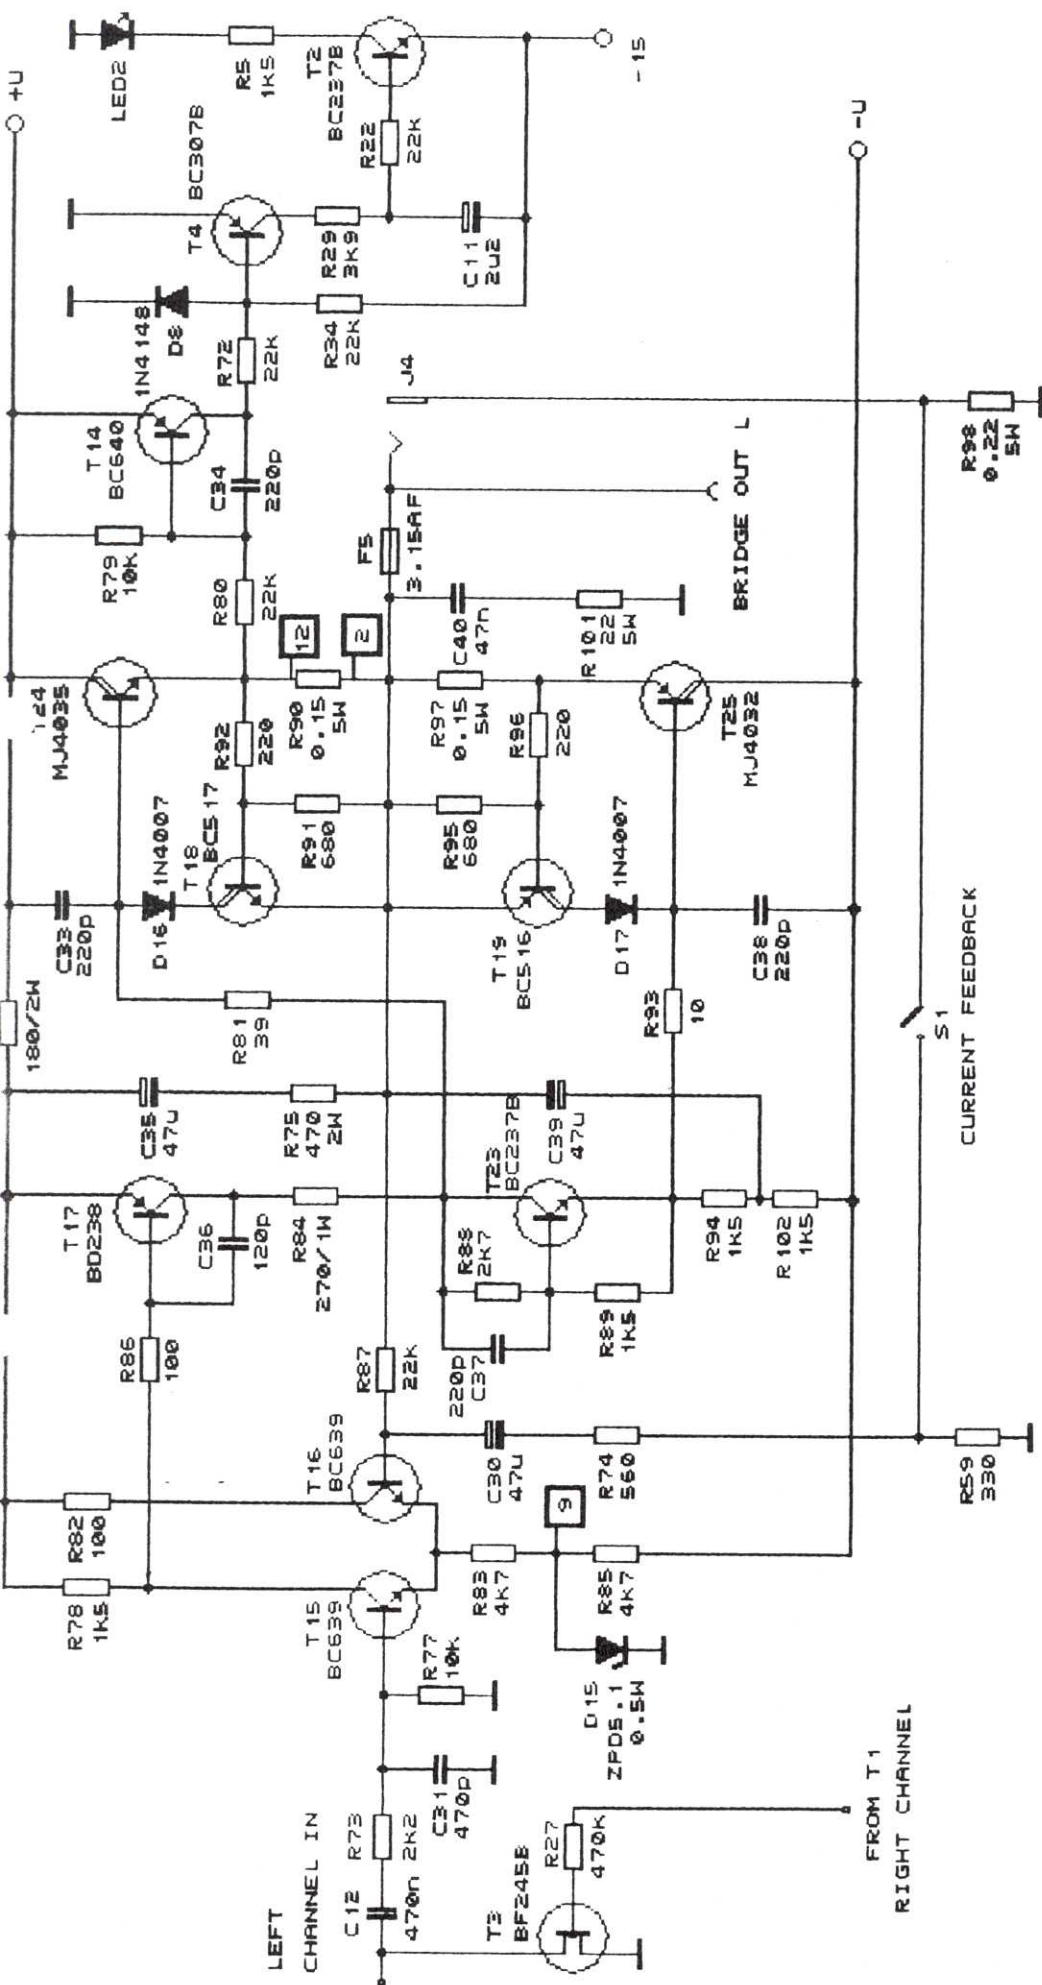 LEFT
CHANNEL IN
C12
470n
R73
2K2
C31
470p
R77
10K
T3
BF245B
R27
470K
FROM T1
RIGHT CHANNEL
T15
BC639
R78
1K5
R82
100
T16
BC639
R83
4K7
R85
4K7
9
D15
ZPD5.1
0.5W
C30
47U
R74
560
R59
330
R86
100
R87
22K
T17
BD238
C36
120p
R84
270/1W
220p
C37
R88
2K7
R89
1K5
T23
BC237B
R94
1K5
R102
1K5
C35
47U
R75
470
2W
C39
47U
180/2W
R81
39
R93
10
S1
CURRENT FEEDBACK
C33
220p
D16
1N4007
T18
BC517
T19
BC516
D17
1N4007
C38
220p
R91
680
R95
680
R92
220
R96
220
T24
MJ4035
R90
0.15
5W
R97
0.15
5W
12
2
T25
MJ4032
C40
47n
R101
22
5W
R79
10K
R80
22K
F5
3.15AF
BRIDGE OUT L
T14
BC640
C34
220p
J4
R98
0.22
5W
1N4148
D8
R72
22K
R34
22K
T4
BC307B
R29
3K9
C11
2U2
R22
22K
T2
BC237B
LED2
R5
1K5
+U
-15
-U